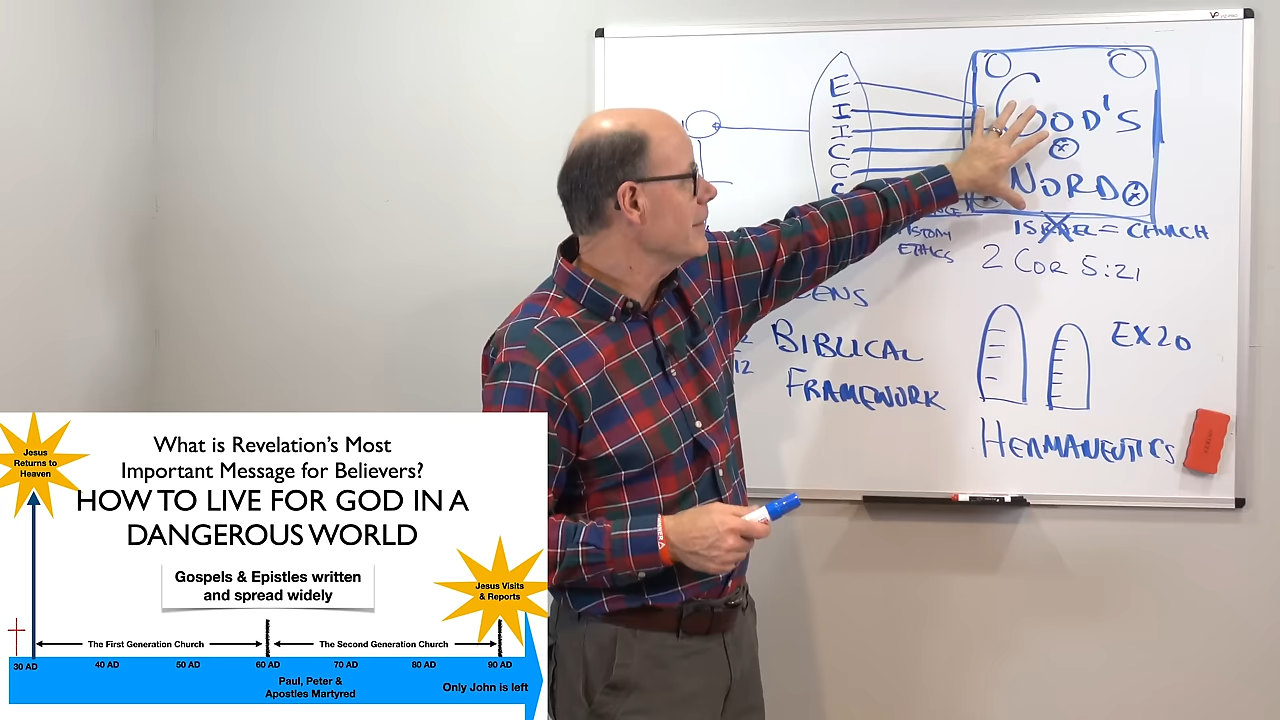 E
I
I
C
C
GOD'S
WORD
HISTORY
ETHICS
ISRAEL = CHURCH
2 COR 5:21
LENS
12
BIBLICAL
FRAMEWORK
EX20
HERMANEUTICS
What is Revelation's Most
Important Message for Believers?
HOW TO LIVE FOR GOD IN A
DANGEROUS WORLD
Jesus
Returns to
Heaven
Gospels & Epistles written
and spread widely
Jesus Visits
& Reports
The First Generation Church
The Second Generation Church
30 AD
40 AD
50 AD
60 AD
70 AD
80 AD
90 AD
Paul, Peter &
Apostles Martyred
Only John is left